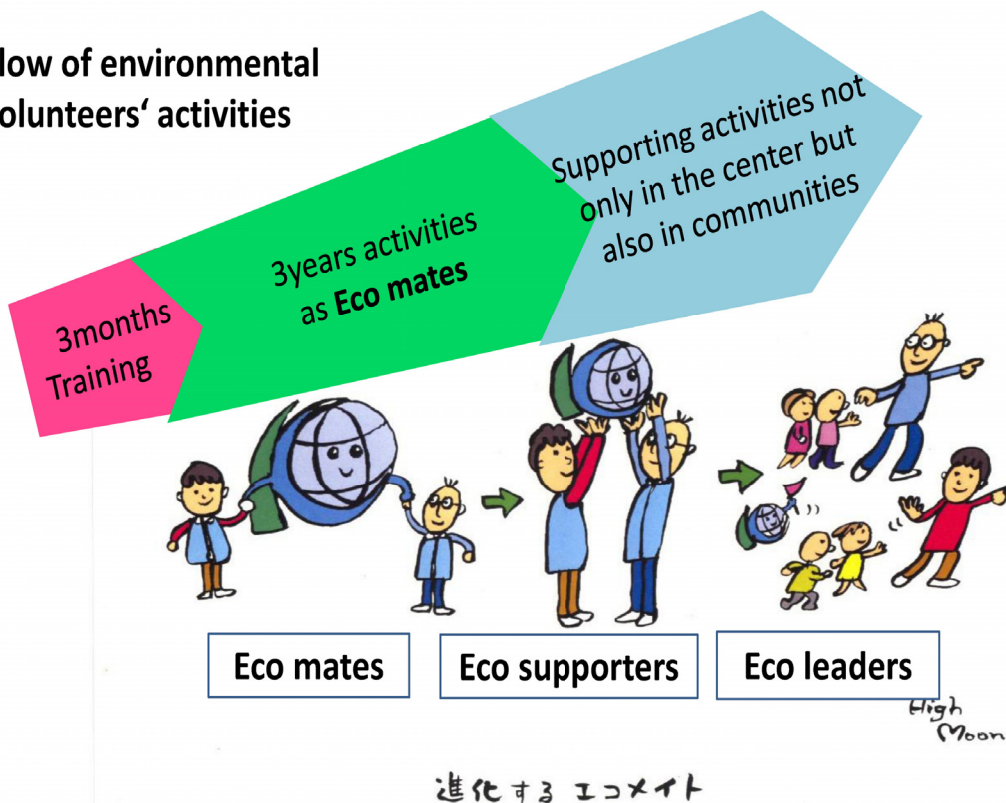 low of environmental
olunteers‘ activities
Supporting activities not
only in the center but
also in communities
3years activities
as Eco mates
3months
Training
Eco mates
Eco supporters
Eco leaders
High
Moon
進化する エコメイト